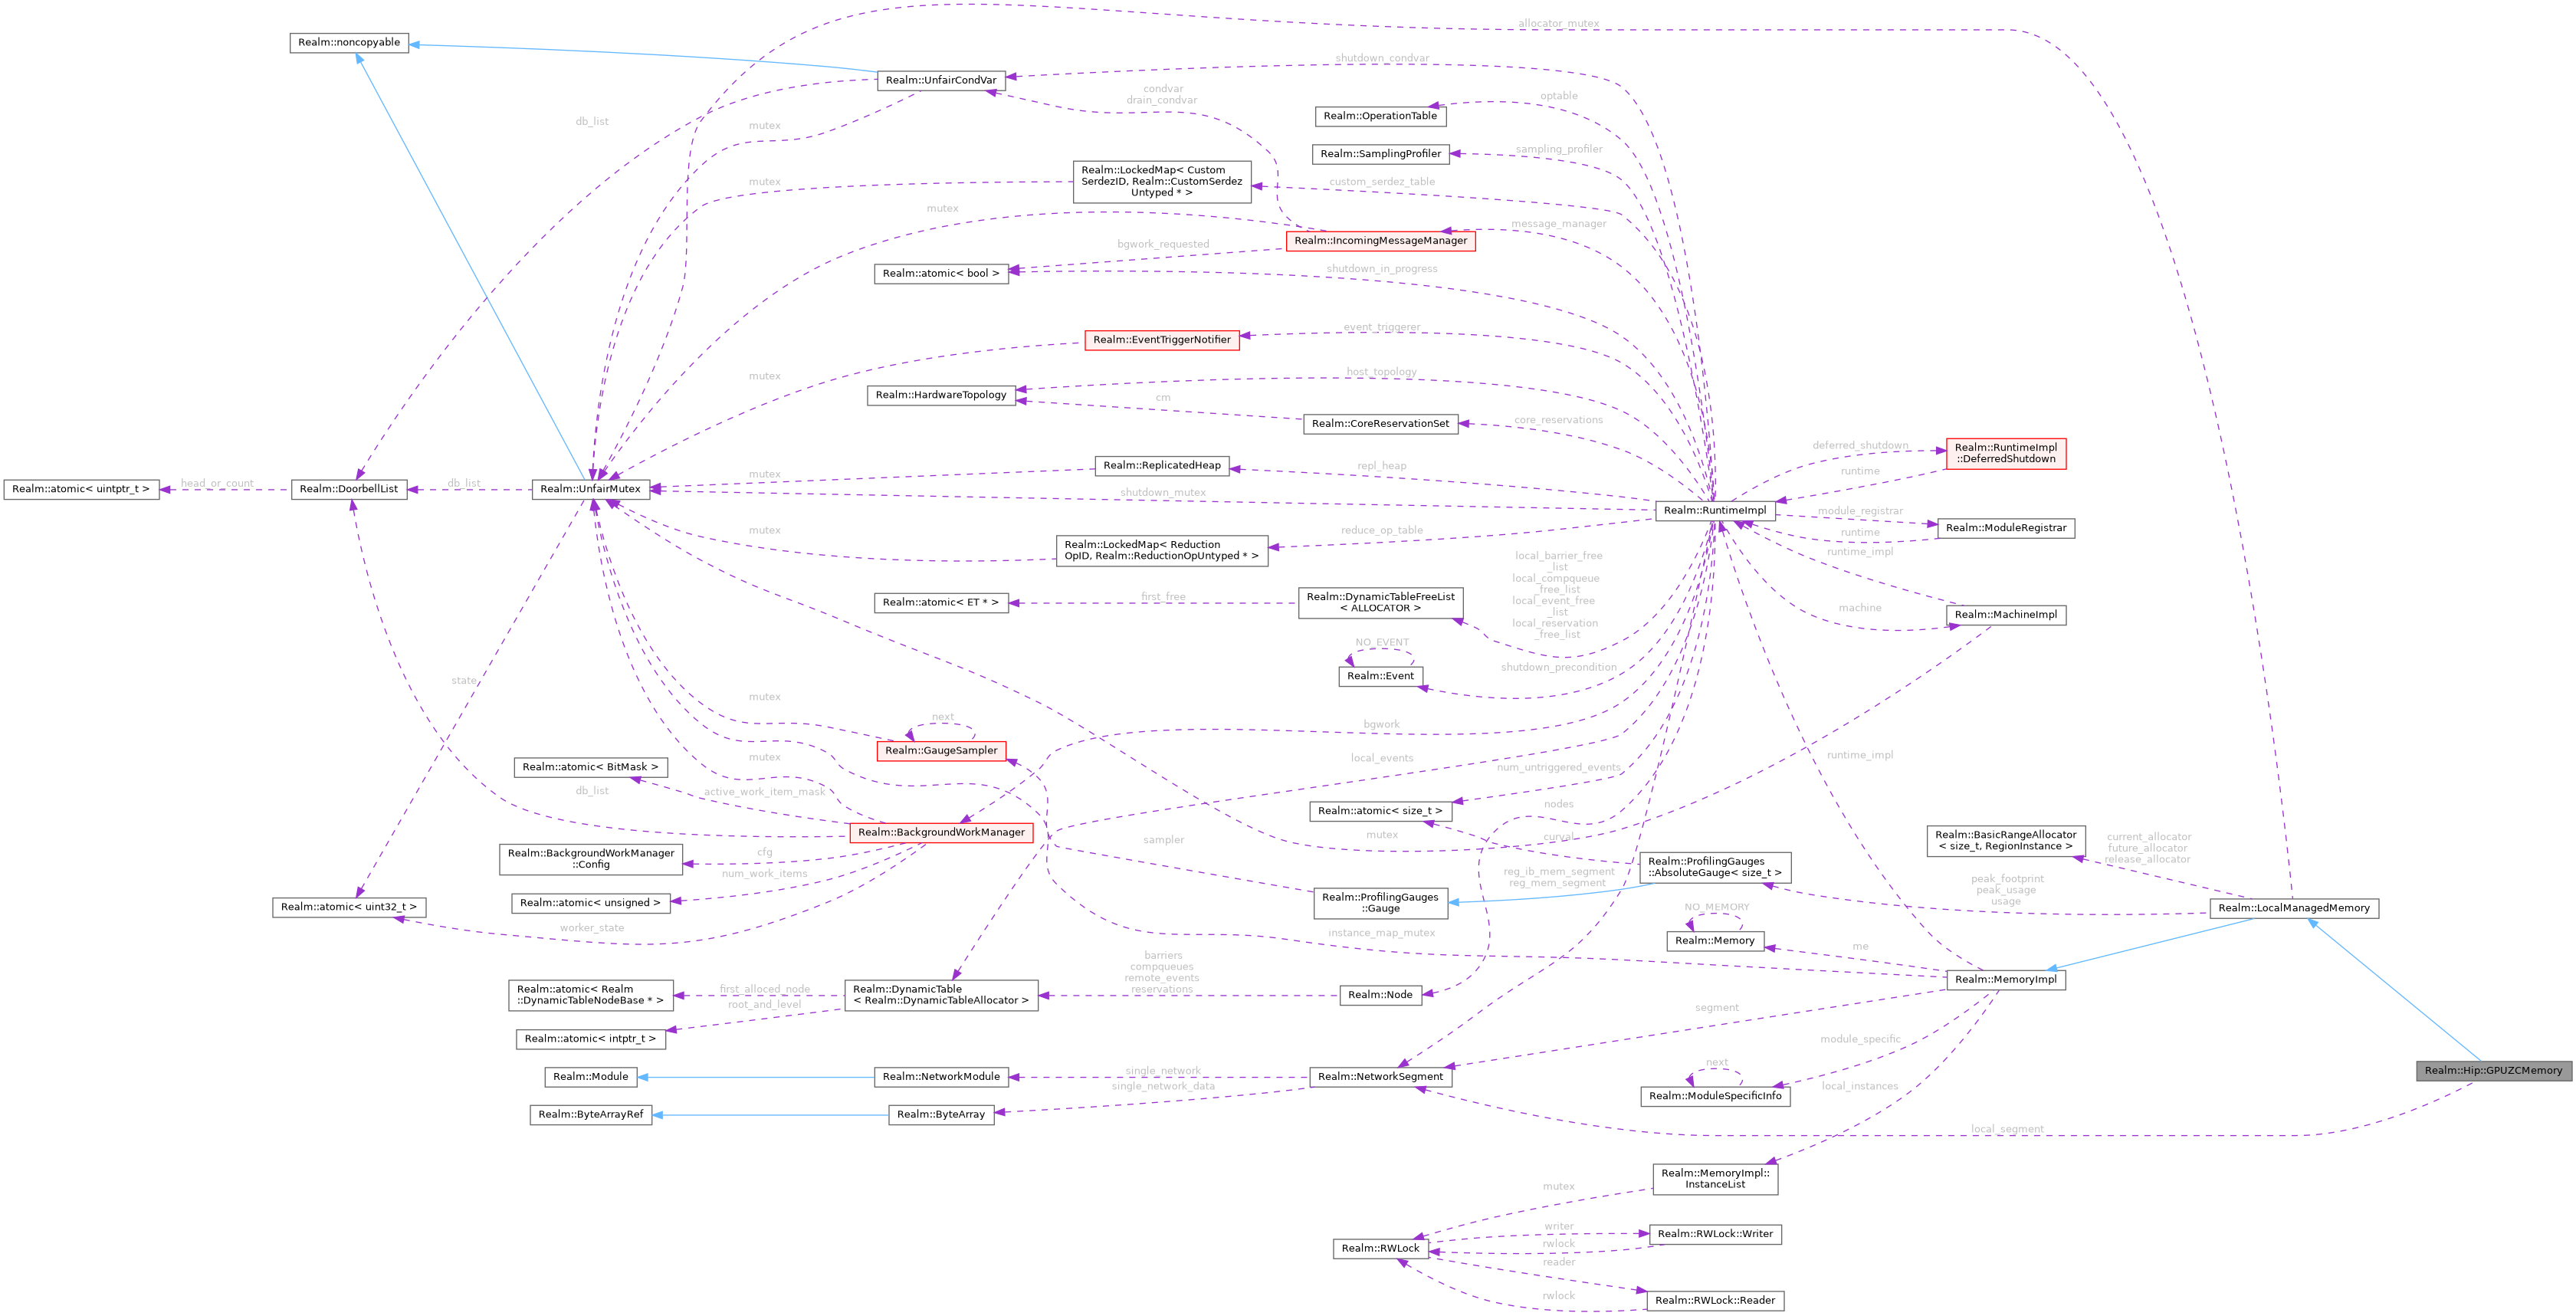 allocator_mutex
Realm::noncopyable
shutdown_condvar
Realm::UnfairCondVar
condvar
drain_condvar
optable
Realm::OperationTable
db_list
mutex
sampling_profiler
Realm::SamplingProfiler
Realm::LockedMap< Custom
SerdezID, Realm::CustomSerdez
Untyped * >
mutex
custom_serdez_table
mutex
message_manager
Realm::IncomingMessageManager
bgwork_requested
Realm::atomic< bool >
shutdown_in_progress
event_triggerer
Realm::EventTriggerNotifier
mutex
host_topology
Realm::HardwareTopology
cm
Realm::CoreReservationSet
core_reservations
deferred_shutdown
Realm::RuntimeImpl
::DeferredShutdown
Realm::ReplicatedHeap
repl_heap
mutex
runtime
Realm::atomic< uintptr_t >
head_or_count
Realm::DoorbellList
db_list
Realm::UnfairMutex
shutdown_mutex
Realm::RuntimeImpl
module_registrar
Realm::ModuleRegistrar
mutex
reduce_op_table
runtime
Realm::LockedMap< Reduction
OpID, Realm::ReductionOpUntyped * >
runtime_impl
local_barrier_free
_list
local_compqueue
_free_list
local_event_free
_list
local_reservation
_free_list
Realm::atomic< ET * >
first_free
Realm::DynamicTableFreeList
< ALLOCATOR >
machine
Realm::MachineImpl
NO_EVENT
Realm::Event
shutdown_precondition
state
mutex
next
Realm::GaugeSampler
bgwork
mutex
local_events
runtime_impl
Realm::atomic< BitMask >
num_untriggered_events
db_list
active_work_item_mask
Realm::atomic< size_t >
nodes
Realm::BackgroundWorkManager
mutex
curval
sampler
Realm::BasicRangeAllocator
< size_t, RegionInstance >
current_allocator
future_allocator
release_allocator
Realm::BackgroundWorkManager
::Config
cfg
Realm::ProfilingGauges
::AbsoluteGauge< size_t >
num_work_items
reg_ib_mem_segment
reg_mem_segment
peak_footprint
peak_usage
usage
Realm::atomic< unsigned >
Realm::ProfilingGauges
::Gauge
Realm::atomic< uint32_t >
Realm::LocalManagedMemory
worker_state
NO_MEMORY
Realm::Memory
instance_map_mutex
me
Realm::MemoryImpl
barriers
compqueues
remote_events
reservations
Realm::atomic< Realm
::DynamicTableNodeBase * >
first_alloced_node
Realm::DynamicTable
< Realm::DynamicTableAllocator >
Realm::Node
root_and_level
segment
Realm::atomic< intptr_t >
module_specific
next
Realm::Module
Realm::NetworkModule
single_network
Realm::NetworkSegment
Realm::Hip::GPUZCMemory
single_network_data
local_instances
Realm::ModuleSpecificInfo
Realm::ByteArrayRef
Realm::ByteArray
local_segment
Realm::MemoryImpl::
InstanceList
mutex
writer
Realm::RWLock::Writer
Realm::RWLock
rwlock
reader
rwlock
Realm::RWLock::Reader